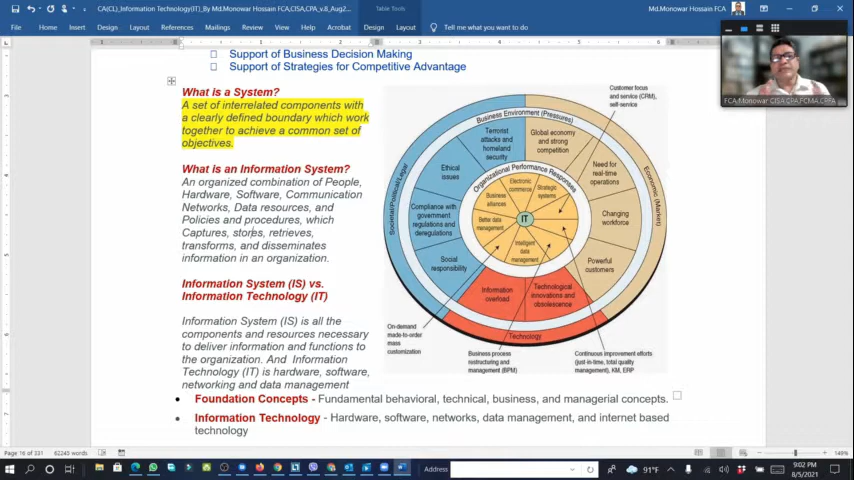 CA(CL)_Information Technology(IT)_By Md.Monowar Hossain FCA,CISA,CPA_v.8_Aug2
Table Tools
Md.Monowar Hossain FCA
File
Home
Insert
Draw
Design
Layout
References
Mailings
Review
View
Help
Acrobat
Design
Layout
Tell me what you want to do
Support of Business Decision Making
Support of Strategies for Competitive Advantage
What is a System?
A set of interrelated components with
a clearly defined boundary which work
together to achieve a common set of
objectives.
What is an Information System?
An organized combination of People,
Hardware, Software, Communication
Networks, Data resources, and
Policies and procedures, which
Captures, stores, retrieves,
transforms, and disseminates
information in an organization.
Information System (IS) vs.
Information Technology (IT)
Information System (IS) is all the
components and resources necessary
to deliver information and functions to
the organization. And Information
Technology (IT) is hardware, software,
networking and data management
Customer focus
and service (CRM),
self-service
Business Environment (Pressures)
Terrorist
attacks and
homeland
security
Global economy
and strong
competition
Ethical
issues
Need for
real-time
operations
Societal/Political/Legal
Economic (Market)
Organizational Performance Responses
Electronic
commerce
Strategic
systems
Business
alliances
IT
Better data
management
Intelligent
data
management
Compliance with
government
regulations and
deregulations
Changing
workforce
Social
responsibility
Powerful
customers
Information
overload
Technological
innovations and
obsolescence
Technology
On-demand
made-to-order
mass
customization
Business process
restructuring and
management (BPM)
Continuous improvement efforts
(just-in-time, total quality
management), KM, ERP
Foundation Concepts - Fundamental behavioral, technical, business, and managerial concepts.
Information Technology - Hardware, software, networks, data management, and internet based
technology
FCA/Monowar CISA,CPA,FCMA,CRFA
Page 16 of 331
62243 words
149%
Address
91°F
9:02 PM
8/5/2021